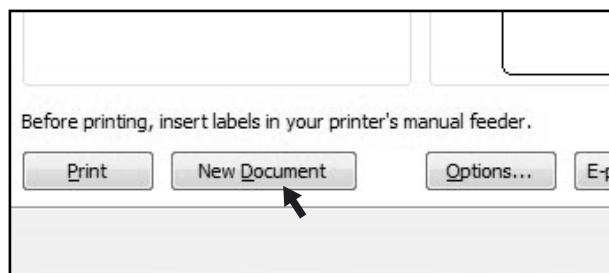 Before printing, insert labels in your printer's manual feeder.
Print New Document Options...